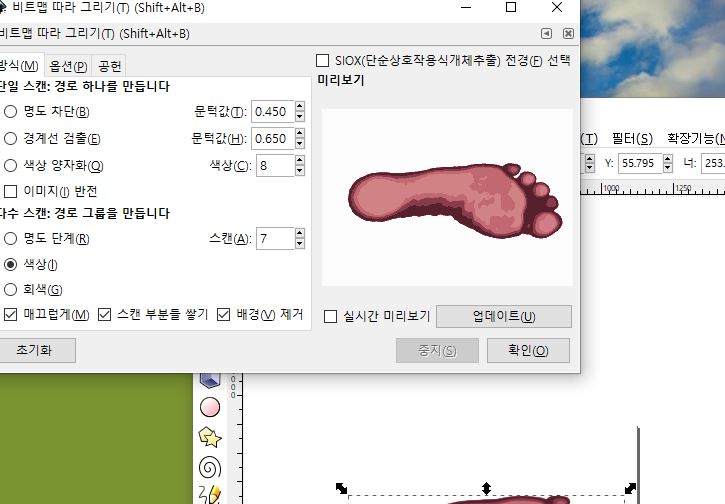 비트맵 따라 그리기(T) (Shift+Alt+B)
비트맵 따라 그리기(T) (Shift+Alt+B)
방식(M) 옵션(P) 공헌
단일 스캔: 경로 하나를 만듭니다
명도 차단(B) 문턱값(T): 0.450
경계선 검출(E) 문턱값(H): 0.650
색상 양자화(Q) 색상(C): 8
이미지(I) 반전
다수 스캔: 경로 그룹을 만듭니다
명도 단계(R) 스캔(A): 7
색상(l)
회색(G)
매끄럽게(M) 스캔 부분들 쌓기 배경(V) 제거
초기화
SIOX(단순상호작용식개체추출) 전경(F) 선택
미리보기
실시간 미리보기 업데이트(U)
중지(S) 확인(O)
(T) 필터(S) 확장기능(N
Y: 55.795 너: 253.
1000 1250